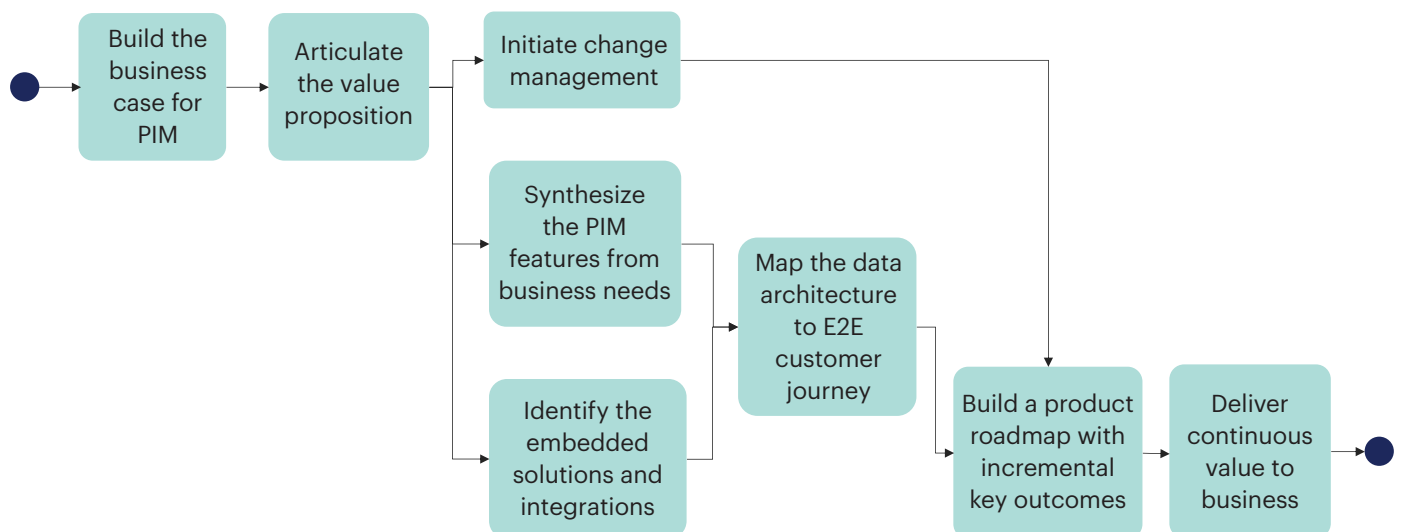 Build the
business
case for
PIM
Articulate
the value
proposition
Initiate change
management
Synthesize
the PIM
features from
business needs
Identify the
embedded
solutions and
integrations
Map the data
architecture
to E2E
customer
journey
Build a product
roadmap with
incremental
key outcomes
Deliver
continuous
value to
business